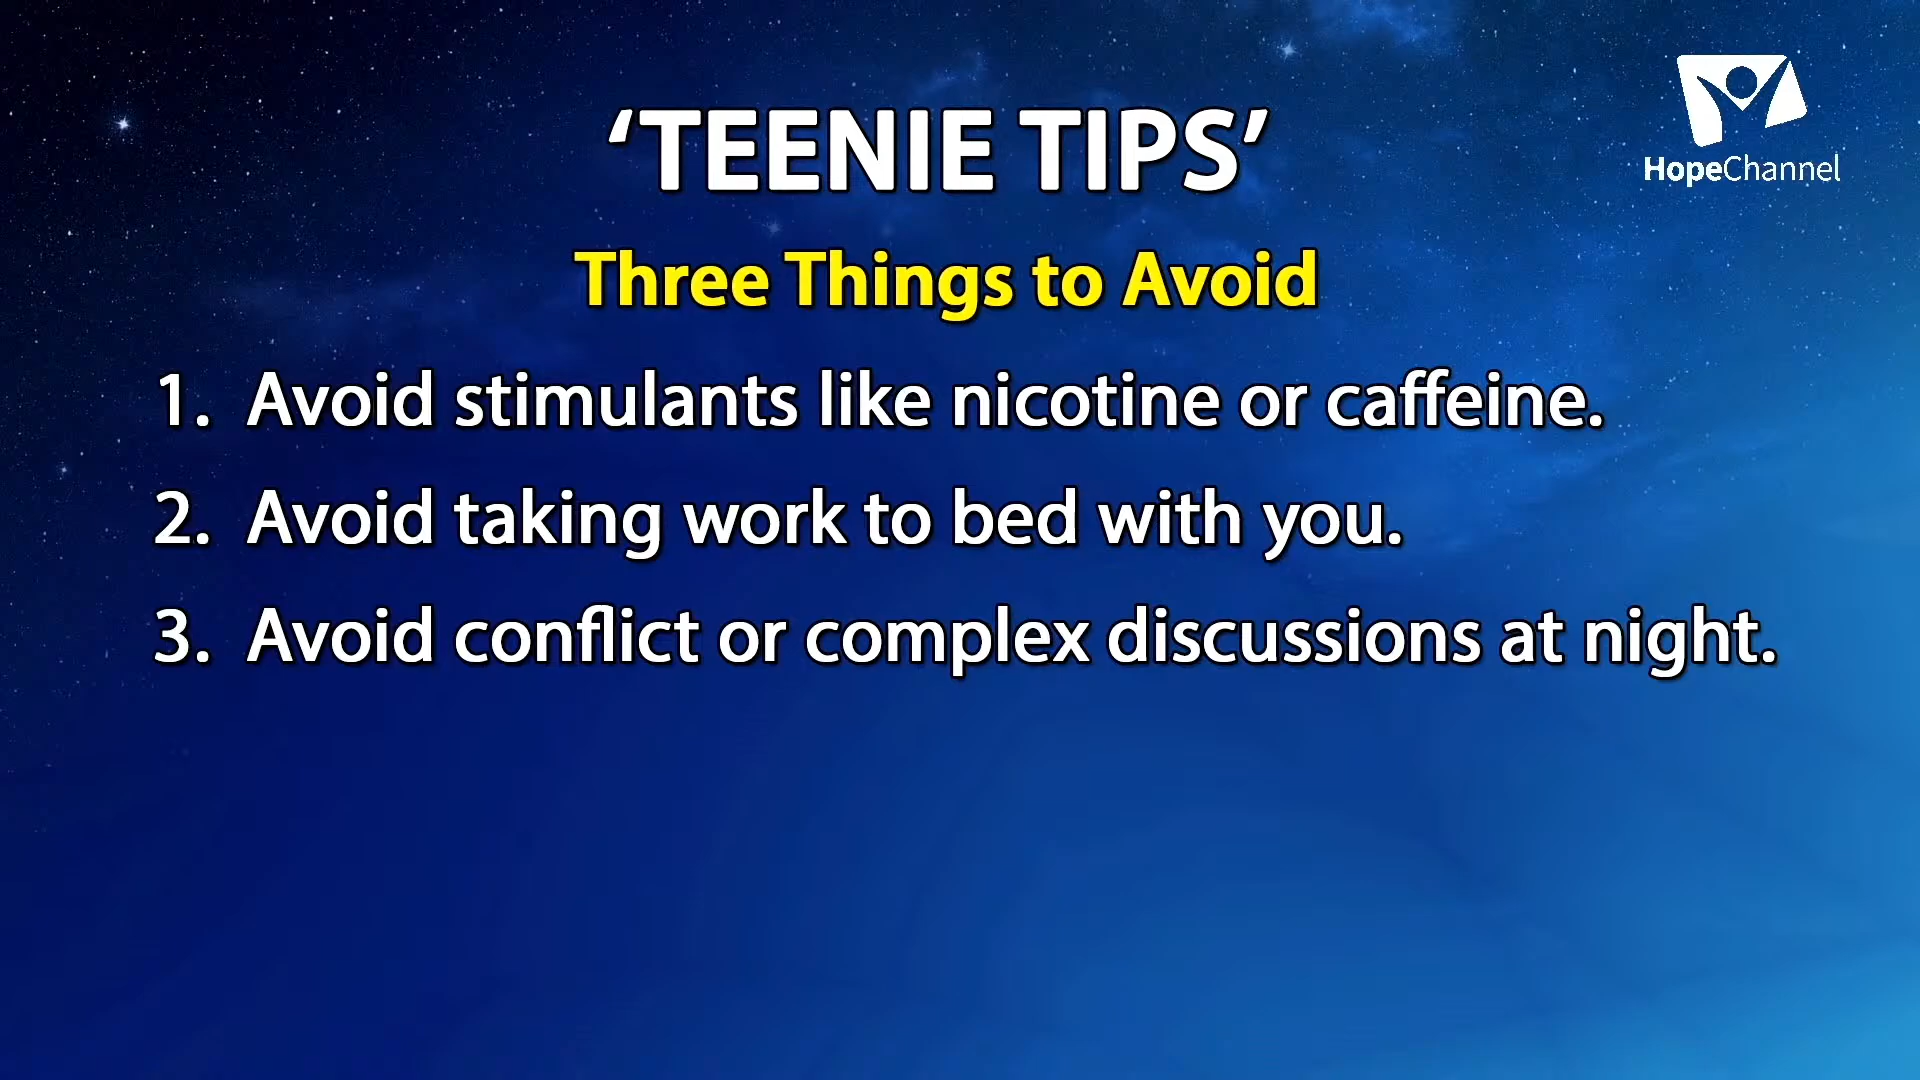 ‘TEENIE TIPS’
HopeChannel
Three Things to Avoid
1. Avoid stimulants like nicotine or caffeine.
2. Avoid taking work to bed with you.
3. Avoid conflict or complex discussions at night.